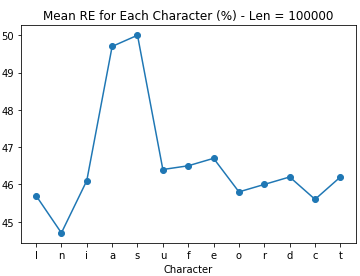 Mean RE for Each Character (%) - Len = 100000
50
49
48
47
46
45
l n i a s u f e o r d c t
Character